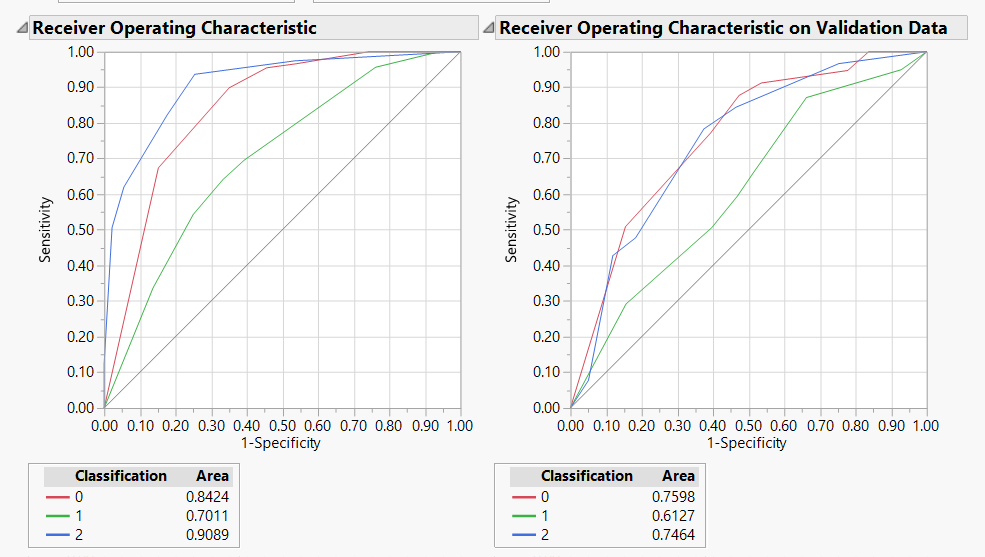 Receiver Operating Characteristic
1.00
0.90
0.80
0.70
0.60
0.50
0.40
0.30
0.20
0.10
0.00
Sensitivity
0.00 0.10 0.20 0.30 0.40 0.50 0.60 0.70 0.80 0.90 1.00
1-Specificity
Classification Area
0 0.8424
1 0.7011
2 0.9089
Receiver Operating Characteristic on Validation Data
1.00
0.90
0.80
0.70
0.60
0.50
0.40
0.30
0.20
0.10
0.00
Sensitivity
0.00 0.10 0.20 0.30 0.40 0.50 0.60 0.70 0.80 0.90 1.00
1-Specificity
Classification Area
0 0.7598
1 0.6127
2 0.7464